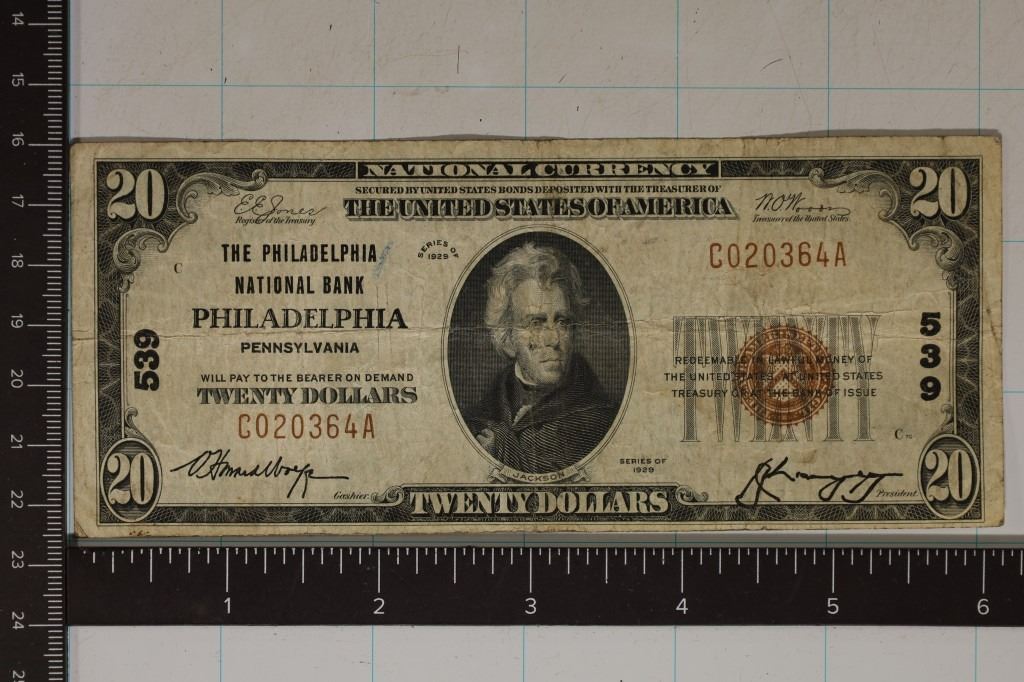 NATIONAL CURRENCY
SECURED BY UNITED STATES BONDS DEPOSITED WITH THE TREASURER OF
THE UNITED STATES OF AMERICA
20
20
E E Jones
Register of the Treasury
Treasurer of the United States
THE PHILADELPHIA
NATIONAL BANK
PHILADELPHIA
PENNSYLVANIA
C
SERIES OF
1929
C020364A
539
539
WILL PAY TO THE BEARER ON DEMAND
TWENTY DOLLARS
C020364A
REDEEMABLE IN LAWFUL MONEY OF
THE UNITED STATES AT UNITED STATES
TREASURY OR AT THE BANK OF ISSUE
TWENTY
C
JACKSON
SERIES OF
1929
Cashier
President
20
TWENTY DOLLARS
20
14
15
16
17
18
19
20
21
22
23
24
1 2 3 4 5 6